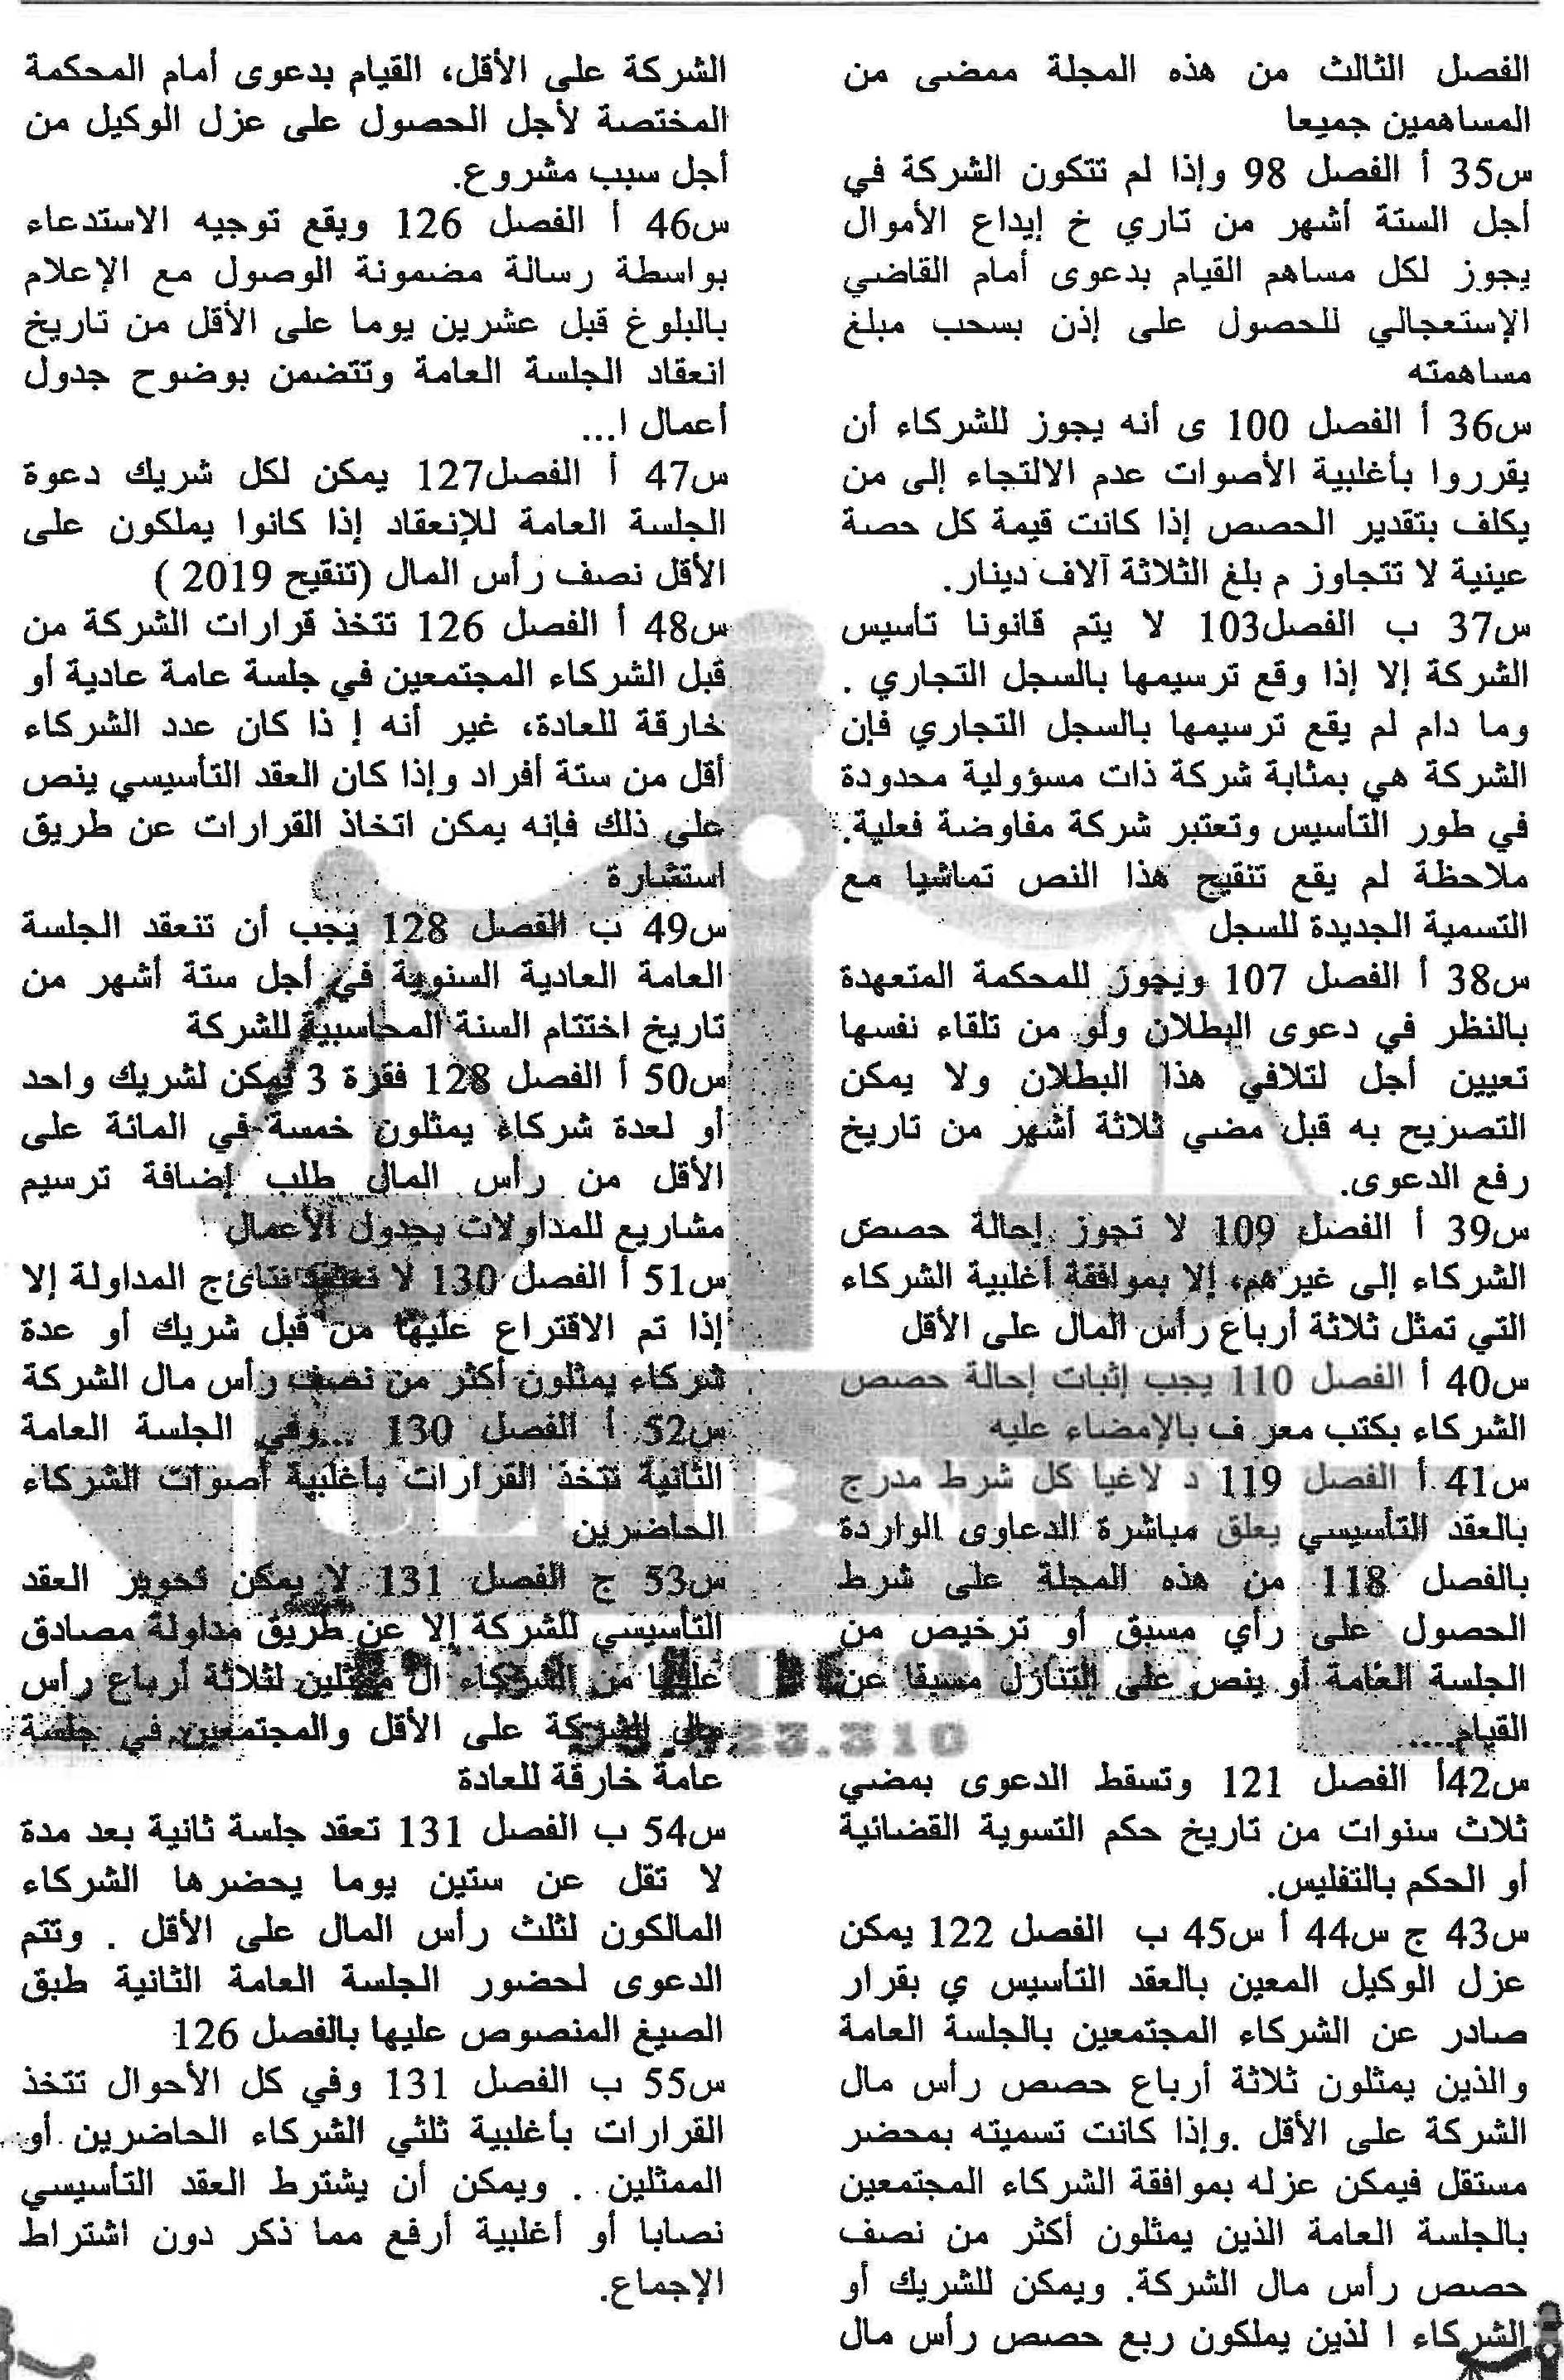 الفصل الثالث من هذه المجلة ممضى من
المساهمين جميعا
س35 أ الفصل 98 وإذا لم تتكون الشركة في
أجل الستة أشهر من تاري خ إيداع الأموال
يجوز لكل مساهم القيام بدعوى أمام القاضي
الإستعجالي للحصول على إذن بسحب مبلغ
مساهمته
س36 أ الفصل 100 ى أنه يجوز للشركاء أن
يقرروا بأغلبية الأصوات عدم الالتجاء إلى من
يكلف بتقدير الحصص إذا كانت قيمة كل حصة
عينية لا تتجاوز م بلغ الثلاثة آلاف دينار.
س37 ب الفصل103 لا يتم قانونا تأسيس
الشركة إلا إذا وقع ترسيمها بالسجل التجاري .
وما دام لم يقع ترسيمها بالسجل التجاري فإن
الشركة هي بمثابة شركة ذات مسؤولية محدودة
في طور التأسيس وتعتبر شركة مفاوضة فعلية.
ملاحظة لم يقع تنقيح هذا النص تماشيا مع
التسمية الجديدة للسجل
س38 أ الفصل 107 ويجوز للمحكمة المتعهدة
بالنظر في دعوى البطلان ولو من تلقاء نفسها
تعيين أجل لتلافي هذا البطلان ولا يمكن
التصريح به قبل مضي ثلاثة أشهر من تاريخ
رفع الدعوى.
س39 أ الفصل 109 لا تجوز إحالة حصص
الشركاء إلى غيرهم، إلا بموافقة أغلبية الشركاء
التي تمثل ثلاثة أرباع رأس المال على الأقل
س40 أ الفصل 110 يجب إثبات إحالة حصص
الشركاء بكتب معر ف بالإمضاء عليه
س41 أ الفصل 119 د لاغيا كل شرط مدرج
بالعقد التأسيسي يعلق مباشرة الدعاوى الواردة
بالفصل 118 من هذه المجلة على شرط
الحصول على رأي مسبق أو ترخيص من
الجلسة العامة أو ينص على التنازل مسبقا عن
القيام....
س42أ الفصل 121 وتسقط الدعوى بمضي
ثلاث سنوات من تاريخ حكم التسوية القضائية
أو الحكم بالتفليس.
س43 ج س44 أ س45 ب الفصل 122 يمكن
عزل الوكيل المعين بالعقد التأسيس ي بقرار
صادر عن الشركاء المجتمعين بالجلسة العامة
والذين يمثلون ثلاثة أرباع حصص رأس مال
الشركة على الأقل .وإذا كانت تسميته بمحضر
مستقل فيمكن عزله بموافقة الشركاء المجتمعين
بالجلسة العامة الذين يمثلون أكثر من نصف
حصص رأس مال الشركة. ويمكن للشريك أو
الشركاء ا لذين يملكون ربع حصص رأس مال
الشركة على الأقل، القيام بدعوى أمام المحكمة
المختصة لأجل الحصول على عزل الوكيل من
أجل سبب مشروع.
س46 أ الفصل 126 ويقع توجيه الاستدعاء
بواسطة رسالة مضمونة الوصول مع الإعلام
بالبلوغ قبل عشرين يوما على الأقل من تاريخ
انعقاد الجلسة العامة وتتضمن بوضوح جدول
أعمال ا...
س47 أ الفصل127 يمكن لكل شريك دعوة
الجلسة العامة للإنعقاد إذا كانوا يملكون على
الأقل نصف رأس المال (تنقيح 2019 )
س48 أ الفصل 126 تتخذ قرارات الشركة من
قبل الشركاء المجتمعين في جلسة عامة عادية أو
خارقة للعادة، غير أنه إ ذا كان عدد الشركاء
أقل من ستة أفراد وإذا كان العقد التأسيسي ينص
على ذلك فإنه يمكن اتخاذ القرارات عن طريق
استشارة
س49 ب الفصل 128 يجب أن تنعقد الجلسة
العامة العادية السنوية في أجل ستة أشهر من
تاريخ اختتام السنة المحاسبية للشركة
س50 أ الفصل 128 فقرة 3 يمكن لشريك واحد
أو لعدة شركاء يمثلون خمسة في المائة على
الأقل من رأس المال طلب إضافة ترسيم
مشاريع للمداولات بجدول الأعمال
س51 أ الفصل 130 لا تعتمد نتائج المداولة إلا
إذا تم الاقتراع عليها من قبل شريك أو عدة
شركاء يمثلون أكثر من نصف رأس مال الشركة
س52 أ الفصل 130 ...وفي الجلسة العامة
الثانية تتخذ القرارات بأغلبية أصوات الشركاء
الحاضرين
س53 ج الفصل 131 لا يمكن تحوير العقد
التأسيسي للشركة إلا عن طريق مداولة مصادق
عليها من الشركاء ال ممثلين لثلاثة أرباع رأس
مال الشركة على الأقل والمجتمعين في جلسة
عامة خارقة للعادة
س54 ب الفصل 131 تعقد جلسة ثانية بعد مدة
لا تقل عن ستين يوما يحضرها الشركاء
المالكون لثلث رأس المال على الأقل . وتتم
الدعوى لحضور الجلسة العامة الثانية طبق
الصيغ المنصوص عليها بالفصل 126
س55 ب الفصل 131 وفي كل الأحوال تتخذ
القرارات بأغلبية ثلثي الشركاء الحاضرين أو
الممثلين . ويمكن أن يشترط العقد التأسيسي
نصابا أو أغلبية أرفع مما ذكر دون اشتراط
الإجماع.